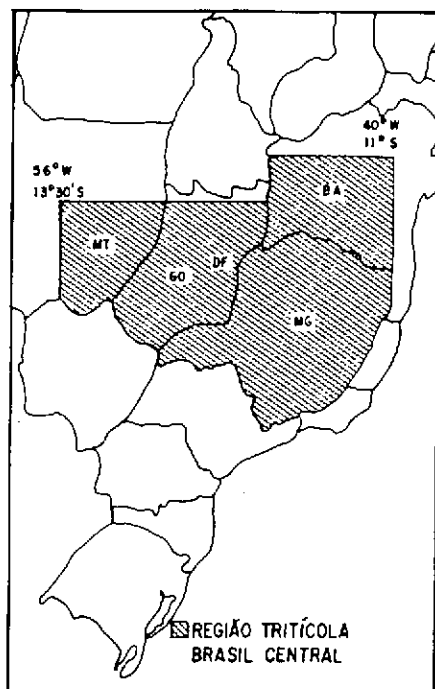 40° W
11° S
56° W
13° 30' S
BA
MT
DF
GO
MG
REGIÃO TRITÍCOLA
BRASIL CENTRAL